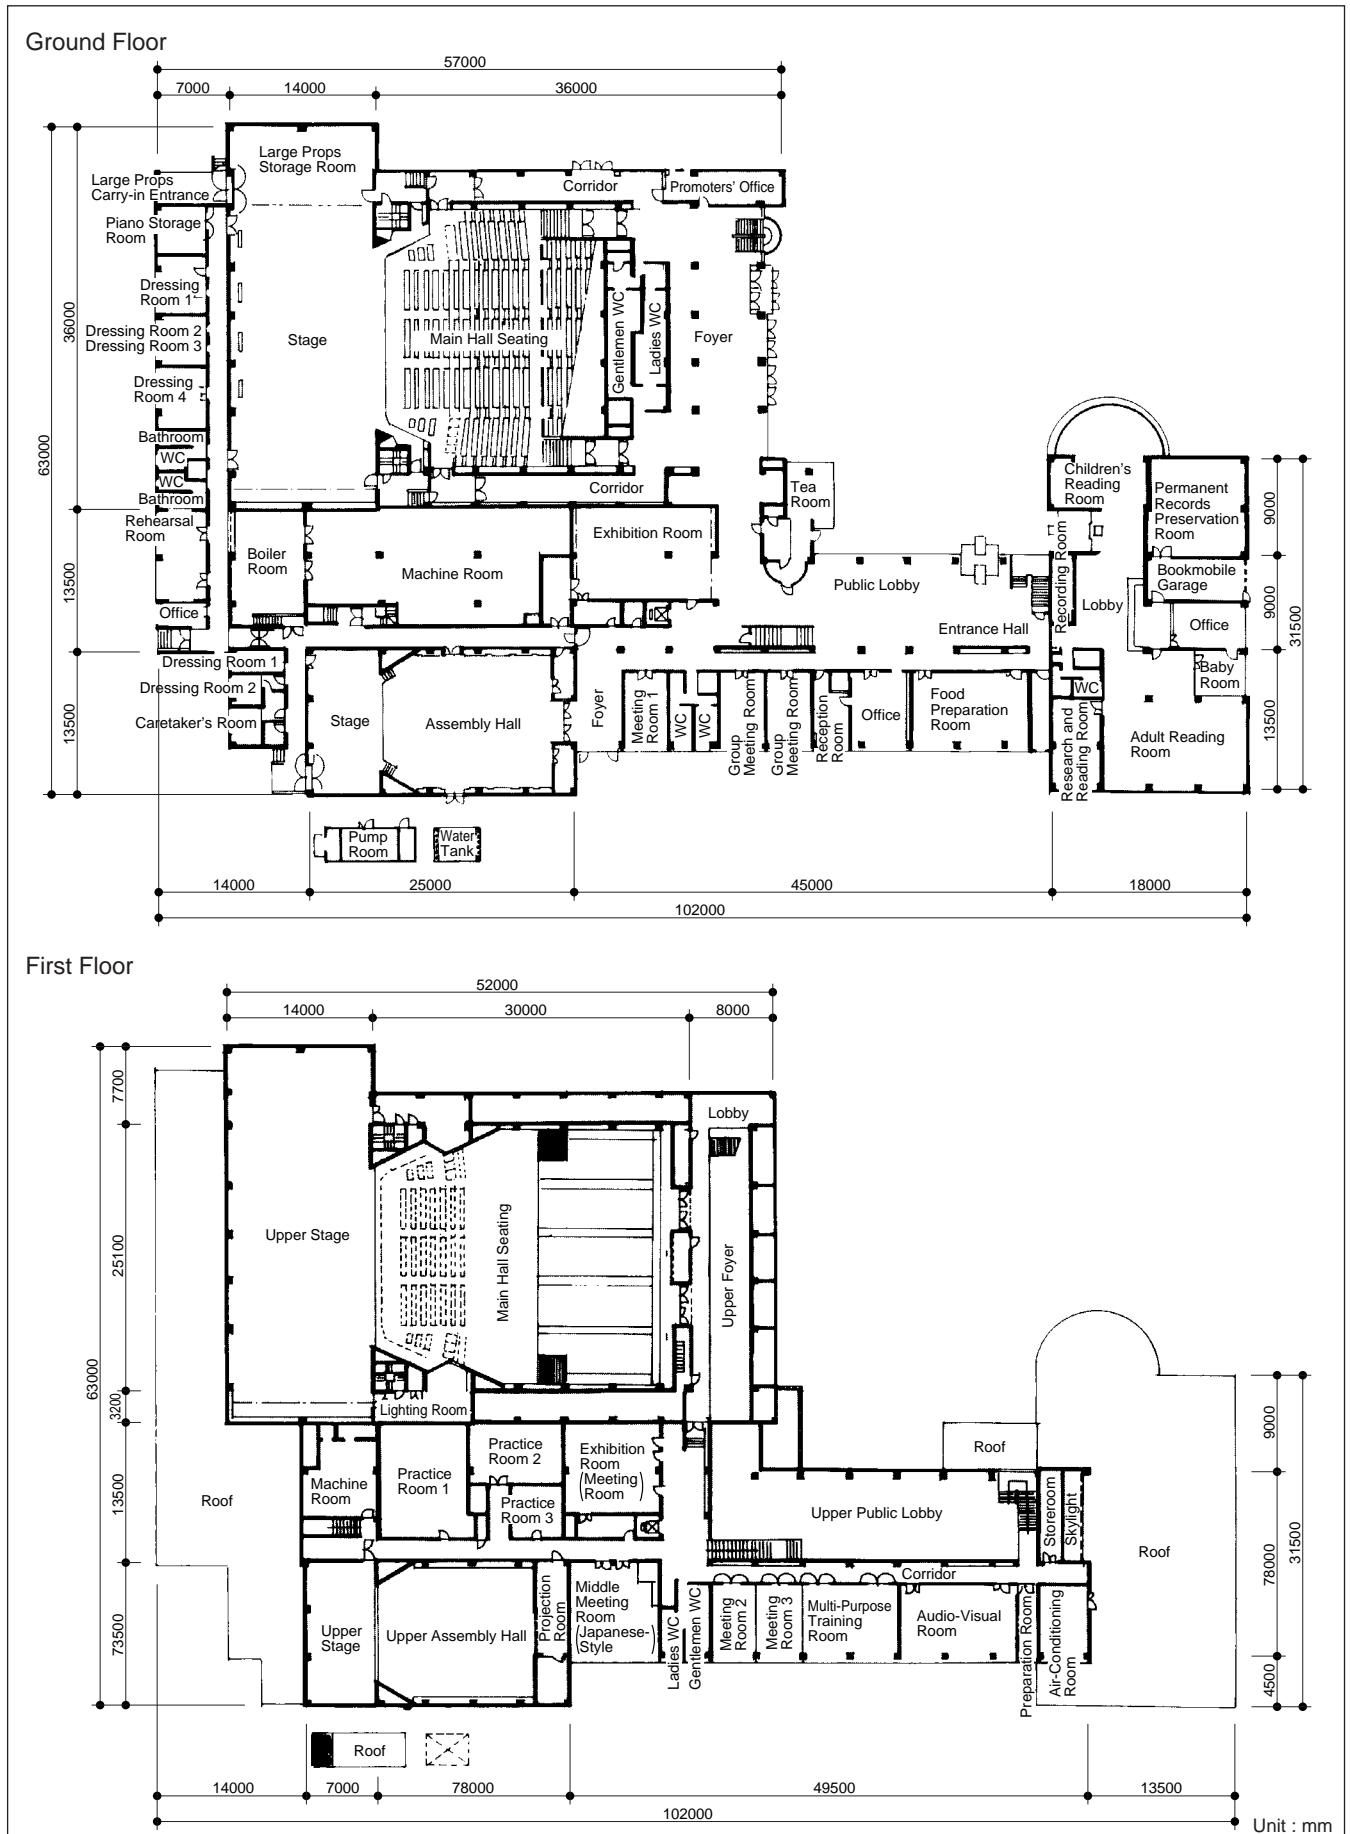 Ground Floor
57000
7000
14000
36000
Large Props
Storage Room
Large Props
Carry-in Entrance
Corridor
Promoters' Office
Piano Storage
Room
Dressing
Room 1
Dressing Room 2
Dressing Room 3
Dressing
Room 4
Bathroom
WC
WC
Bathroom
Rehearsal
Room
Office
Stage
Main Hall Seating
Gentlemen WC
Ladies WC
Foyer
Corridor
36000
63000
13500
13500
Boiler
Room
Machine Room
Exhibition Room
Tea
Room
Public Lobby
Entrance Hall
Children's
Reading
Room
Permanent
Records
Preservation
Room
Recording Room
Lobby
Bookmobile
Garage
Office
Baby
Room
WC
Research and
Reading Room
Adult Reading
Room
9000
9000
31500
13500
Dressing Room 1
Dressing Room 2
Caretaker's Room
Stage
Assembly Hall
Foyer
Meeting
Room 1
WC
WC
Group
Meeting Room
Group
Meeting Room
Reception
Room
Office
Food
Preparation
Room
Pump
Room
Water
Tank
14000
25000
45000
18000
102000
First Floor
52000
14000
30000
8000
7700
25100
63000
3200
13500
73500
Lobby
Upper Stage
Main Hall Seating
Upper Foyer
Lighting Room
Roof
Machine
Room
Practice
Room 1
Practice
Room 2
Practice
Room 3
Exhibition
Room
(Meeting
Room)
Upper Public Lobby
Roof
Storeroom
Skylight
Roof
Corridor
9000
31500
78000
4500
Upper
Stage
Upper Assembly Hall
Projection
Room
Middle
Meeting
Room
(Japanese-
Style)
Ladies WC
Gentlemen WC
Meeting
Room 2
Meeting
Room 3
Multi-Purpose
Training
Room
Audio-Visual
Room
Preparation Room
Air-Conditioning
Room
Roof
14000
7000
78000
49500
13500
102000
Unit : mm